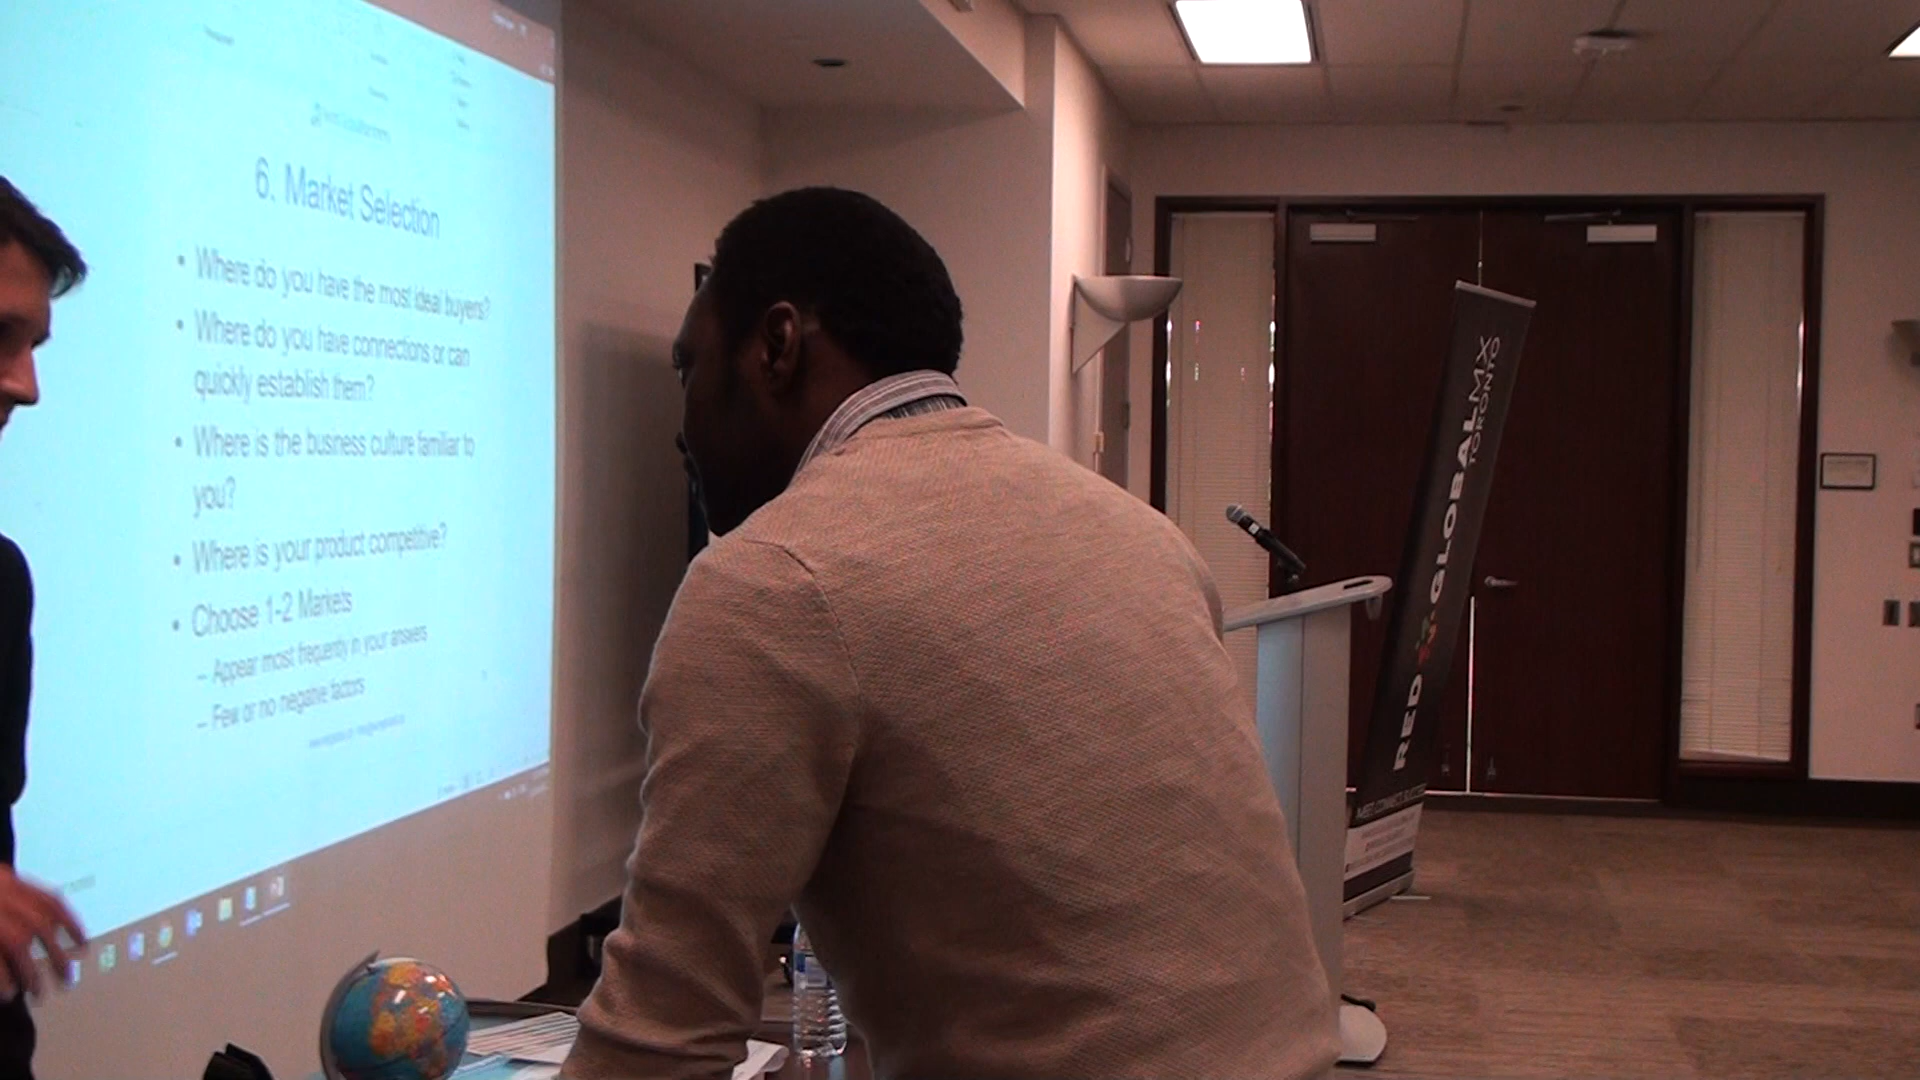 6. Market Selection
• Where do you have the most ideal buyers?
• Where do you have connections or can
quickly establish them?
• Where is the business culture familiar to
you?
• Where is your product competitive?
• Choose 1-2 Markets
– Appear most frequently in your answers
– Few or no negative factors
RED GLOBALMX
TORONTO